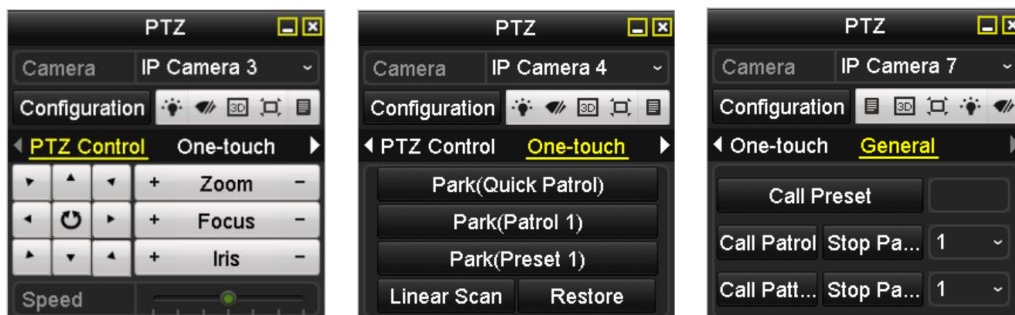 PTZ
Camera IP Camera 3
Configuration 3D
PTZ Control One-touch
+ Zoom -
+ Focus -
+ Iris -
Speed
PTZ
Camera IP Camera 4
Configuration 3D
PTZ Control One-touch
Park(Quick Patrol)
Park(Patrol 1)
Park(Preset 1)
Linear Scan Restore
PTZ
Camera IP Camera 7
Configuration 3D
One-touch General
Call Preset
Call Patrol Stop Pa... 1
Call Patt... Stop Pa... 1